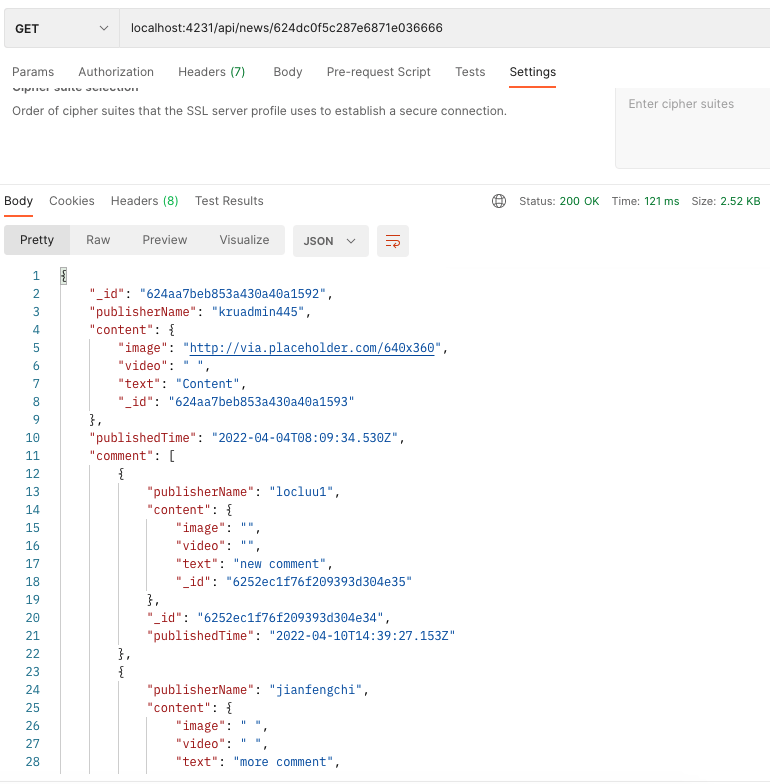 GET localhost:4231/api/news/624dc0f5c287e6871e036666
Params Authorization Headers (7) Body Pre-request Script Tests Settings
Cipher suite selection
Order of cipher suites that the SSL server profile uses to establish a secure connection.
Enter cipher suites
Body Cookies Headers (8) Test Results Status: 200 OK Time: 121 ms Size: 2.52 KB
Pretty Raw Preview Visualize JSON
1 {
2 "_id": "624aa7beb853a430a40a1592",
3 "publisherName": "kruadmin445",
4 "content": {
5 "image": "http://via.placeholder.com/640x360",
6 "video": " ",
7 "text": "Content",
8 "_id": "624aa7beb853a430a40a1593"
9 },
10 "publishedTime": "2022-04-04T08:09:34.530Z",
11 "comment": [
12 {
13 "publisherName": "locluu1",
14 "content": {
15 "image": "",
16 "video": "",
17 "text": "new comment",
18 "_id": "6252ec1f76f209393d304e35"
19 },
20 "_id": "6252ec1f76f209393d304e34",
21 "publishedTime": "2022-04-10T14:39:27.153Z"
22 },
23 {
24 "publisherName": "jianfengchi",
25 "content": {
26 "image": " ",
27 "video": " ",
28 "text": "more comment",